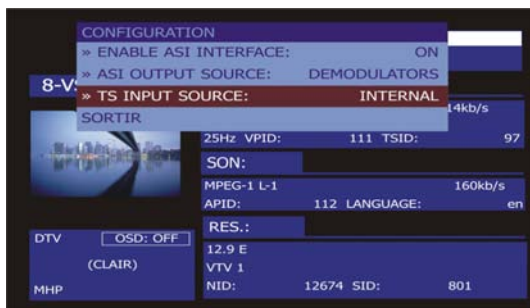 CONFIGURATION
» ENABLE ASI INTERFACE: ON
» ASI OUTPUT SOURCE: DEMODULATORS
» TS INPUT SOURCE: INTERNAL
SORTIR
14kb/s
25Hz VPID: 111 TSID: 97
SON:
MPEG-1 L-1 160kb/s
APID: 112 LANGUAGE: en
RES.:
12.9 E
VTV 1
NID: 12674 SID: 801
DTV OSD: OFF
(CLAIR)
MHP